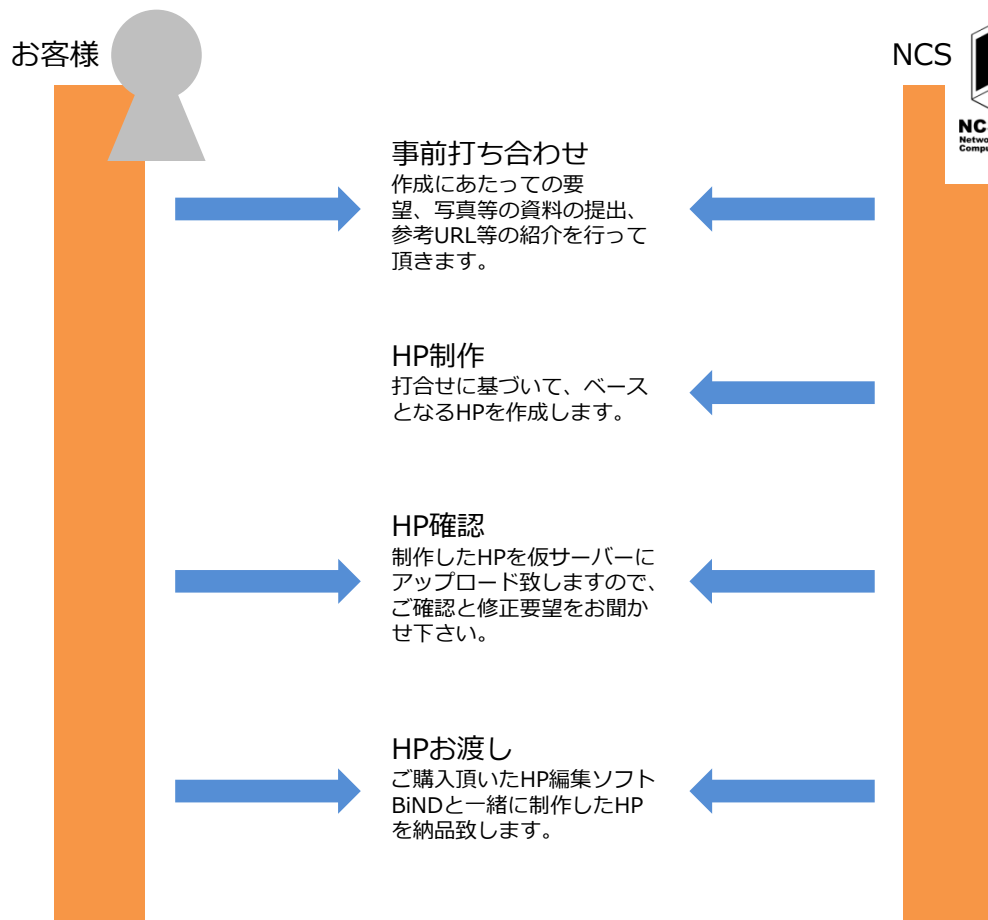 お客様
NCS
NC
Netwo
Compu
事前打ち合わせ
作成にあたっての要
望、写真等の資料の提出、
参考URL等の紹介を行って
頂きます。
HP制作
打合せに基づいて、ベース
となるHPを作成します。
HP確認
制作したHPを仮サーバーに
アップロード致しますので、
ご確認と修正要望をお聞か
せ下さい。
HPお渡し
ご購入頂いたHP編集ソフト
BiNDと一緒に制作したHP
を納品致します。